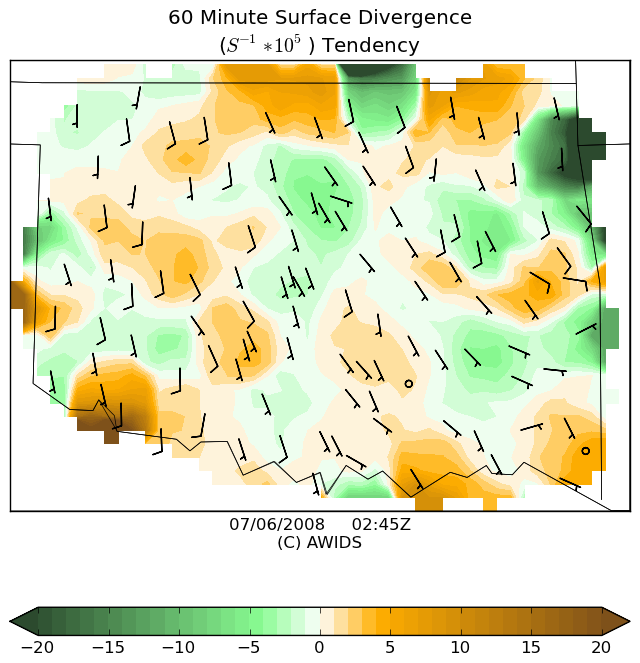 60 Minute Surface Divergence
($S^{-1} * 10^{5}$ ) Tendency
07/06/2008 02:45Z
(C) AWIDS
−20 −15 −10 −5 0 5 10 15 20